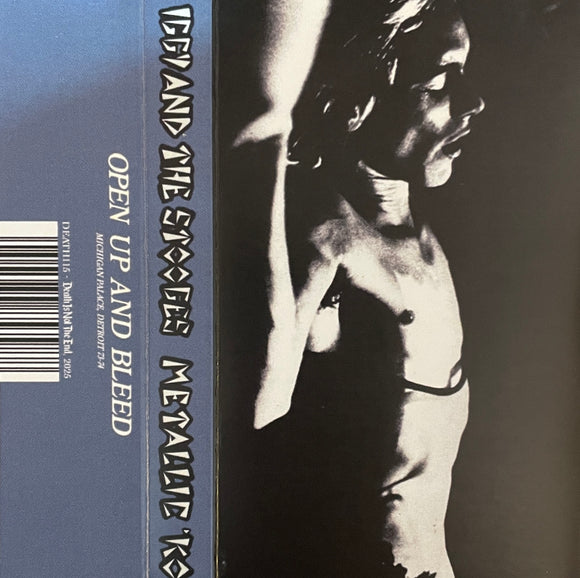 IGGY AND THE STOOGES METALLIC 'KO
OPEN UP AND BLEED
MICHIGAN PALACE, DETROIT 73-74
DEATH115 · Death Is Not The End, 2025